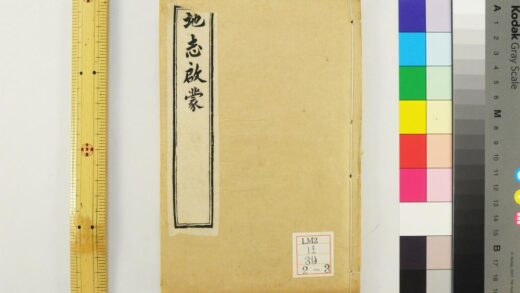 地志啟蒙
LM2
11
39
2-3
Kodak
Gray Scale
A
M
B